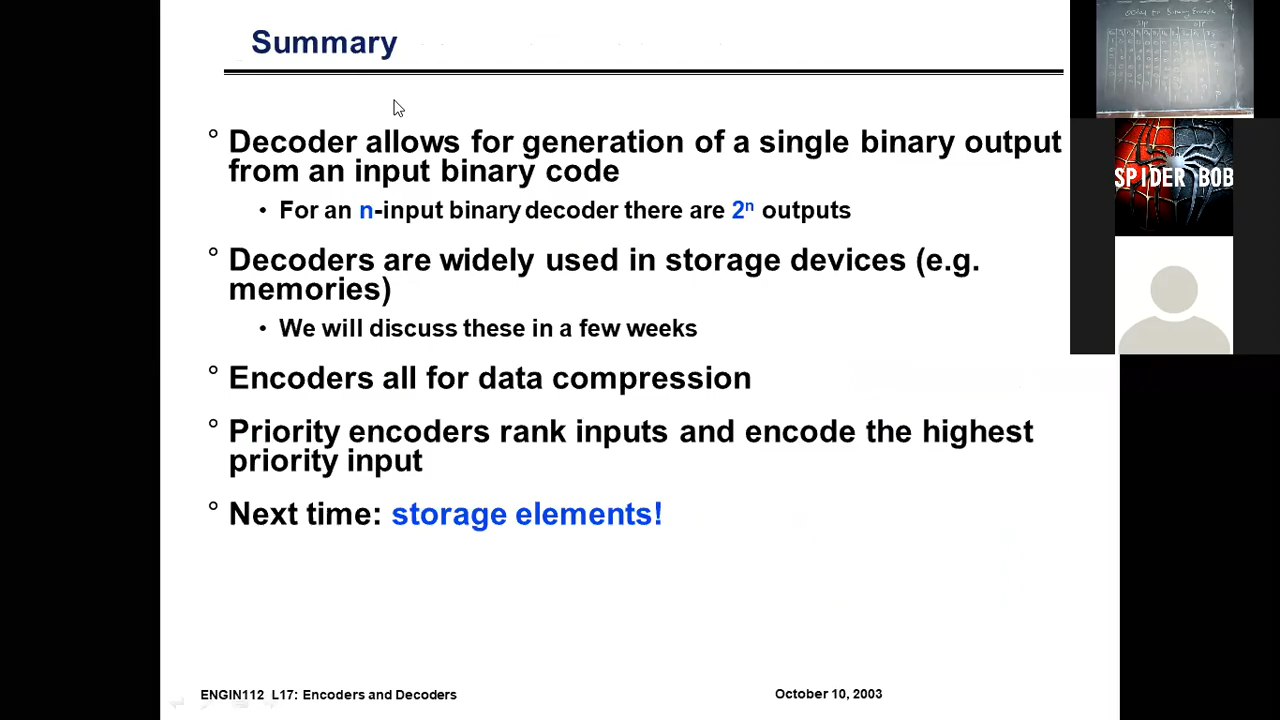 Summary
° Decoder allows for generation of a single binary output
from an input binary code
• For an n-input binary decoder there are 2ⁿ outputs
° Decoders are widely used in storage devices (e.g.
memories)
• We will discuss these in a few weeks
° Encoders all for data compression
° Priority encoders rank inputs and encode the highest
priority input
° Next time: storage elements!
ENGIN112 L17: Encoders and Decoders
October 10, 2003
SPIDER BOB